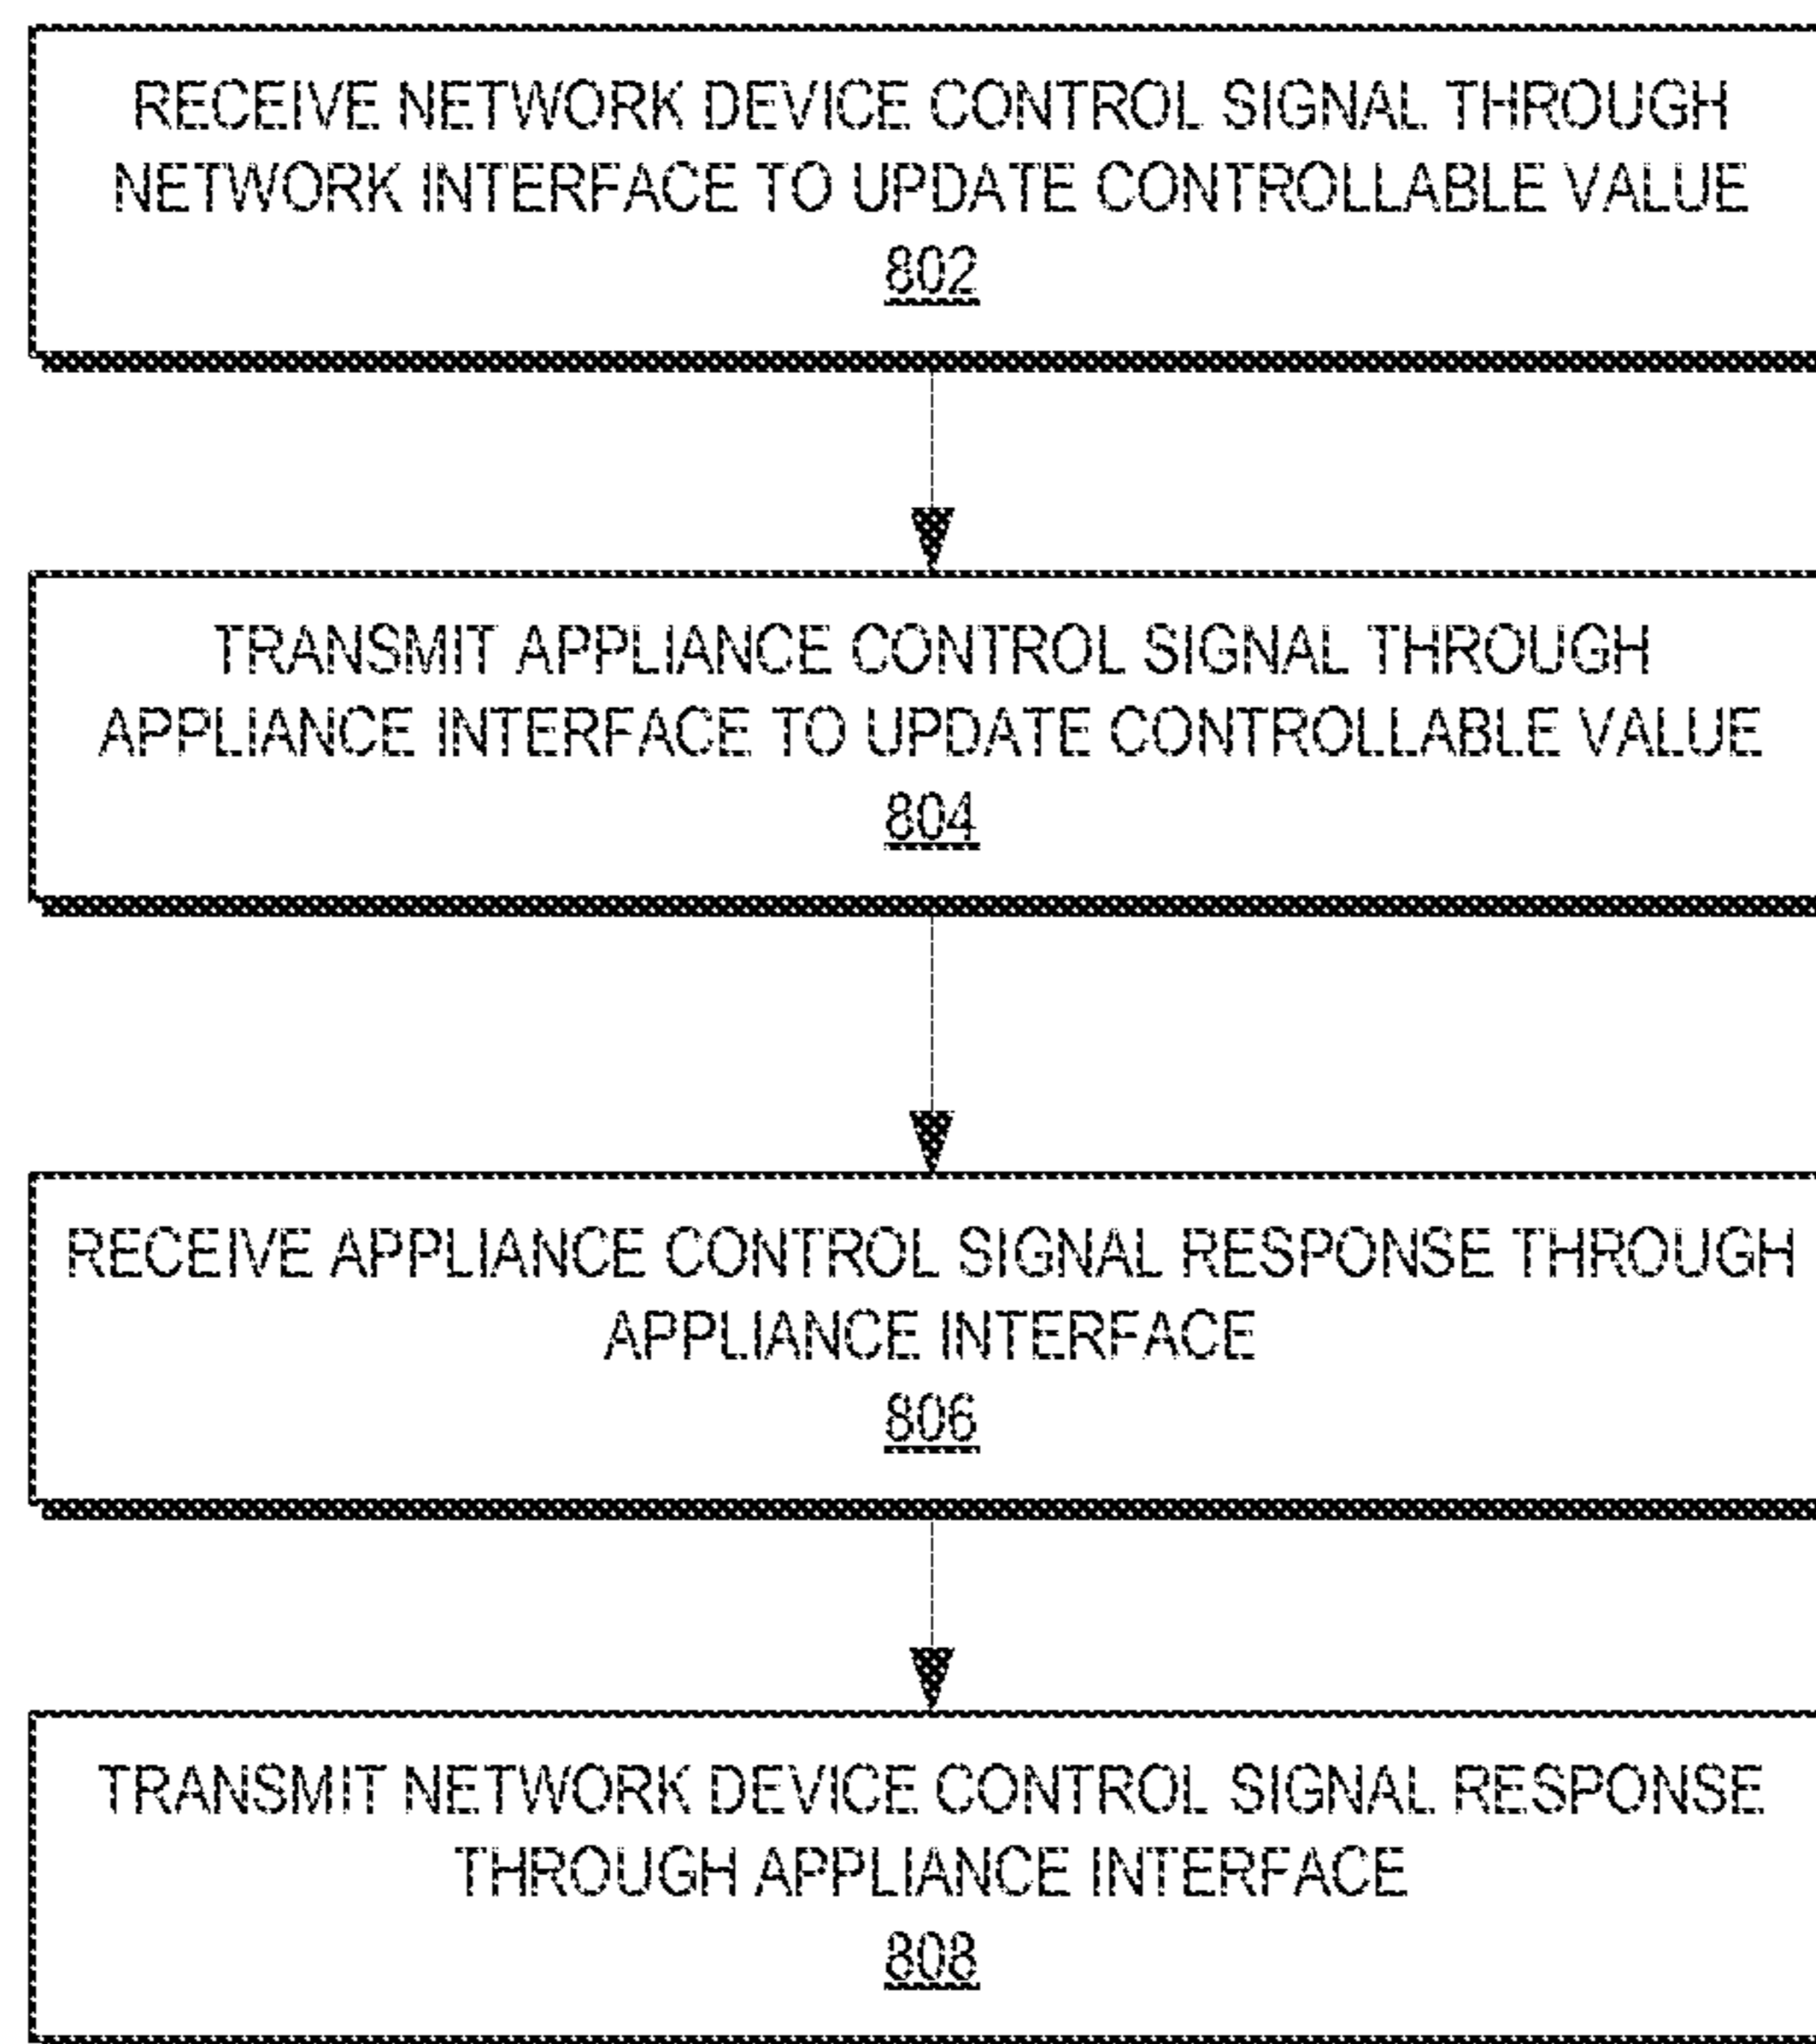 RECEIVE NETWORK DEVICE CONTROL SIGNAL THROUGH
NETWORK INTERFACE TO UPDATE CONTROLLABLE VALUE
802
TRANSMIT APPLIANCE CONTROL SIGNAL THROUGH
APPLIANCE INTERFACE TO UPDATE CONTROLLABLE VALUE
804
RECEIVE APPLIANCE CONTROL SIGNAL RESPONSE THROUGH
APPLIANCE INTERFACE
806
TRANSMIT NETWORK DEVICE CONTROL SIGNAL RESPONSE
THROUGH APPLIANCE INTERFACE
808